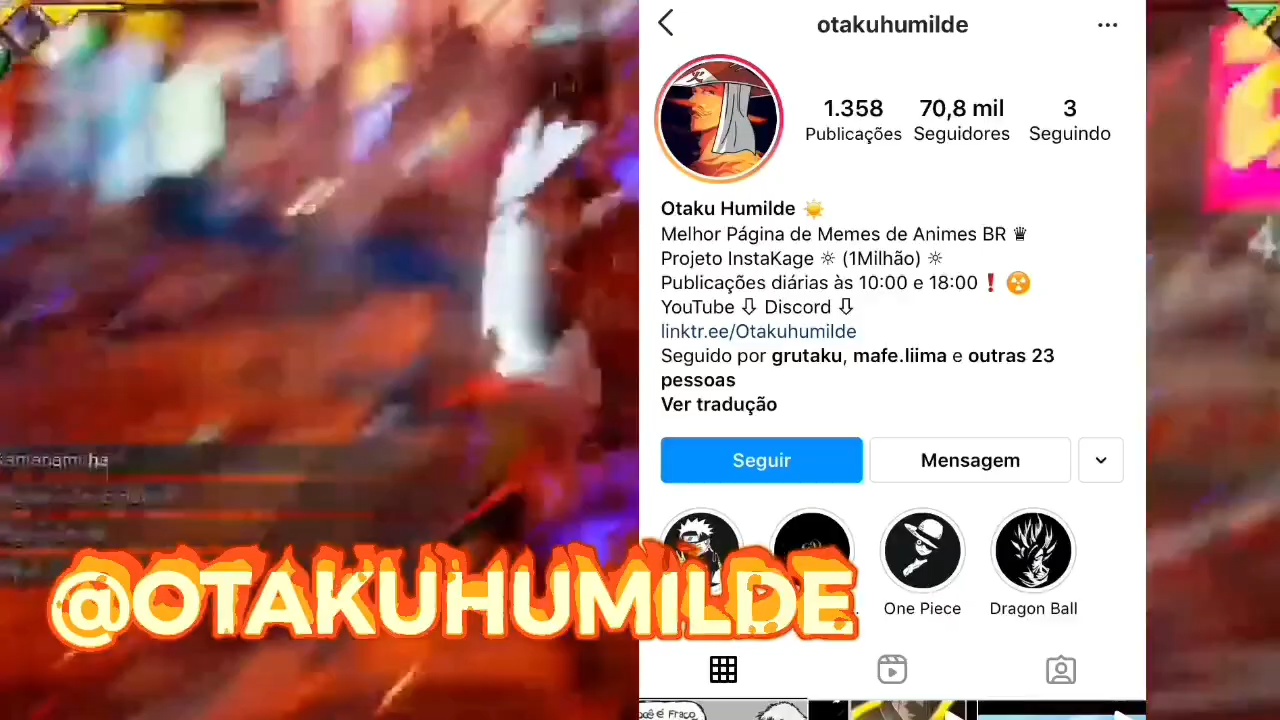 otakuhumilde
1.358 70,8 mil 3
Publicações Seguidores Seguindo
Otaku Humilde
Melhor Página de Memes de Animes BR ♛
Projeto InstaKage ☼ (1Milhão) ☼
Publicações diárias às 10:00 e 18:00 ❗ ☢️
YouTube ⇩ Discord ⇩
linktr.ee/Otakuhumilde
Seguido por grutaku, mafe.liima e outras 23
pessoas
Ver tradução
Seguir Mensagem
@OTAKUHUMILDE
One Piece Dragon Ball
É FRACO